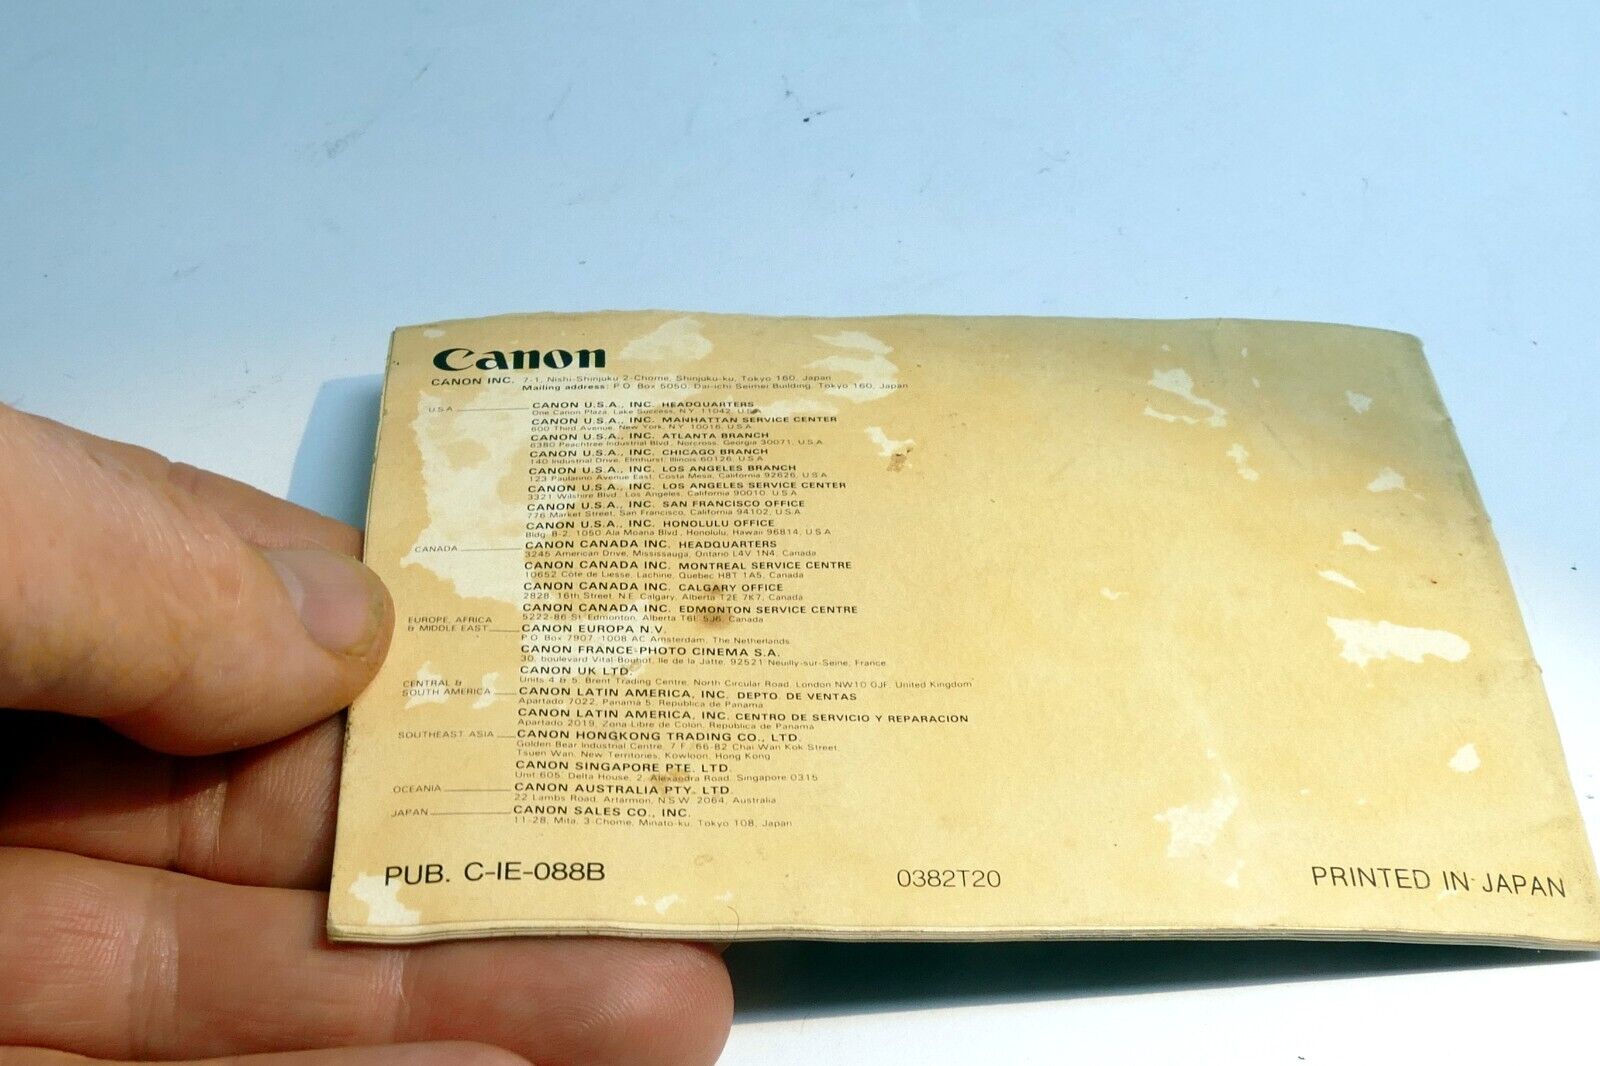 Canon
CANON INC. 7-1, Nishi-Shinjuku 2-Chome, Shinjuku-ku, Tokyo 160, Japan
Mailing address: P.O. Box 5050, Dai-ichi Seimei Building, Tokyo 160, Japan
U.S.A. CANON U.S.A., INC. HEADQUARTERS
One Canon Plaza, Lake Success, N.Y. 11042, U.S.A.
CANON U.S.A., INC. MANHATTAN SERVICE CENTER
600 Third Avenue, New York, N.Y. 10016, U.S.A.
CANON U.S.A., INC. ATLANTA BRANCH
6380 Peachtree Industrial Blvd., Norcross, Georgia 30071, U.S.A.
CANON U.S.A., INC. CHICAGO BRANCH
140 Industrial Drive, Elmhurst, Illinois 60126, U.S.A.
CANON U.S.A., INC. LOS ANGELES BRANCH
123 Paularino Avenue East, Costa Mesa, California 92626, U.S.A.
CANON U.S.A., INC. LOS ANGELES SERVICE CENTER
3321 Wilshire Blvd., Los Angeles, California 90010, U.S.A.
CANON U.S.A., INC. SAN FRANCISCO OFFICE
776 Market Street, San Francisco, California 94102, U.S.A.
CANON U.S.A., INC. HONOLULU OFFICE
Bldg. B-2, 1050 Ala Moana Blvd., Honolulu, Hawaii 96814, U.S.A.
CANADA CANON CANADA INC. HEADQUARTERS
3245 American Drive, Mississauga, Ontario L4V 1N4, Canada
CANON CANADA INC. MONTREAL SERVICE CENTRE
10652 Côte de Liesse, Lachine, Quebec H8T 1A5, Canada
CANON CANADA INC. CALGARY OFFICE
2828, 16th Street, N.E. Calgary, Alberta T2E 7K7, Canada
CANON CANADA INC. EDMONTON SERVICE CENTRE
5222-86 St. Edmonton, Alberta T6E 5J6, Canada
EUROPE, AFRICA
& MIDDLE EAST CANON EUROPA N.V.
P.O. Box 7907, 1008 AC Amsterdam, The Netherlands
CANON FRANCE-PHOTO CINEMA S.A.
30, boulevard Vital-Bouhot, Ile de la Jatte, 92521 Neuilly-sur-Seine, France
CANON UK LTD.
Units 4 & 5, Brent Trading Centre, North Circular Road, London NW10 0JF, United Kingdom
CENTRAL &
SOUTH AMERICA CANON LATIN AMERICA, INC. DEPTO. DE VENTAS
Apartado 7022, Panamá 5, Republica de Panamá
CANON LATIN AMERICA, INC. CENTRO DE SERVICIO Y REPARACION
Apartado 2019, Zona Libre de Colón, Republica de Panamá
SOUTHEAST ASIA CANON HONGKONG TRADING CO., LTD.
Golden Bear Industrial Centre, 7/F., 66-82 Chai Wan Kok Street,
Tsuen Wan, New Territories, Kowloon, Hong Kong
CANON SINGAPORE PTE. LTD.
Unit 605, Delta House, 2, Alexandra Road, Singapore 0315
OCEANIA CANON AUSTRALIA PTY. LTD.
22 Lambs Road, Artarmon, N.S.W. 2064, Australia
JAPAN CANON SALES CO., INC.
11-28, Mita, 3-Chome, Minato-ku, Tokyo 108, Japan
PUB. C-IE-088B 0382T20 PRINTED IN JAPAN